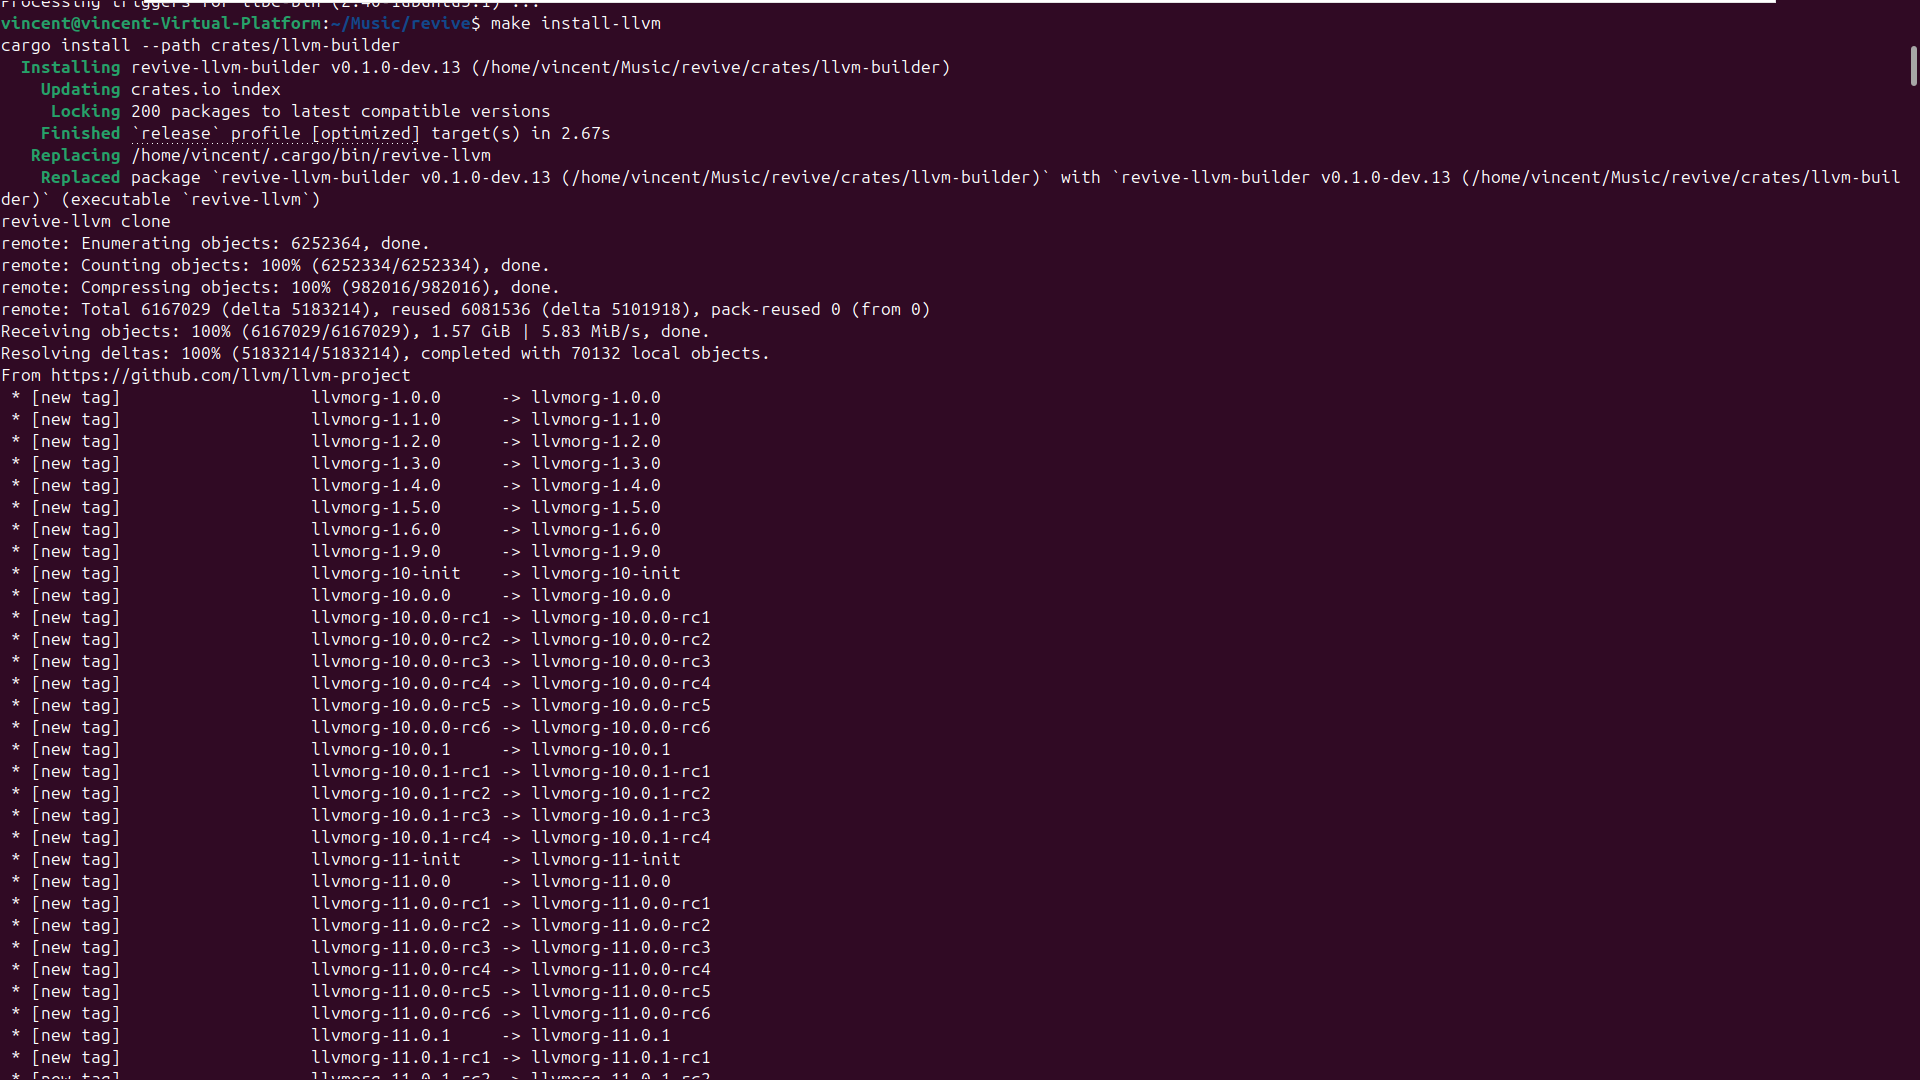 Processing triggers for libc-bin (2.40-1ubuntu3.1) ...
vincent@vincent-Virtual-Platform:~/Music/revive$ make install-llvm
cargo install --path crates/llvm-builder
  Installing revive-llvm-builder v0.1.0-dev.13 (/home/vincent/Music/revive/crates/llvm-builder)
    Updating crates.io index
     Locking 200 packages to latest compatible versions
    Finished `release` profile [optimized] target(s) in 2.67s
   Replacing /home/vincent/.cargo/bin/revive-llvm
    Replaced package `revive-llvm-builder v0.1.0-dev.13 (/home/vincent/Music/revive/crates/llvm-builder)` with `revive-llvm-builder v0.1.0-dev.13 (/home/vincent/Music/revive/crates/llvm-buil
der)` (executable `revive-llvm`)
revive-llvm clone
remote: Enumerating objects: 6252364, done.
remote: Counting objects: 100% (6252334/6252334), done.
remote: Compressing objects: 100% (982016/982016), done.
remote: Total 6167029 (delta 5183214), reused 6081536 (delta 5101918), pack-reused 0 (from 0)
Receiving objects: 100% (6167029/6167029), 1.57 GiB | 5.83 MiB/s, done.
Resolving deltas: 100% (5183214/5183214), completed with 70132 local objects.
From https://github.com/llvm/llvm-project
 * [new tag]                   llvmorg-1.0.0      -> llvmorg-1.0.0
 * [new tag]                   llvmorg-1.1.0      -> llvmorg-1.1.0
 * [new tag]                   llvmorg-1.2.0      -> llvmorg-1.2.0
 * [new tag]                   llvmorg-1.3.0      -> llvmorg-1.3.0
 * [new tag]                   llvmorg-1.4.0      -> llvmorg-1.4.0
 * [new tag]                   llvmorg-1.5.0      -> llvmorg-1.5.0
 * [new tag]                   llvmorg-1.6.0      -> llvmorg-1.6.0
 * [new tag]                   llvmorg-1.9.0      -> llvmorg-1.9.0
 * [new tag]                   llvmorg-10-init    -> llvmorg-10-init
 * [new tag]                   llvmorg-10.0.0     -> llvmorg-10.0.0
 * [new tag]                   llvmorg-10.0.0-rc1 -> llvmorg-10.0.0-rc1
 * [new tag]                   llvmorg-10.0.0-rc2 -> llvmorg-10.0.0-rc2
 * [new tag]                   llvmorg-10.0.0-rc3 -> llvmorg-10.0.0-rc3
 * [new tag]                   llvmorg-10.0.0-rc4 -> llvmorg-10.0.0-rc4
 * [new tag]                   llvmorg-10.0.0-rc5 -> llvmorg-10.0.0-rc5
 * [new tag]                   llvmorg-10.0.0-rc6 -> llvmorg-10.0.0-rc6
 * [new tag]                   llvmorg-10.0.1     -> llvmorg-10.0.1
 * [new tag]                   llvmorg-10.0.1-rc1 -> llvmorg-10.0.1-rc1
 * [new tag]                   llvmorg-10.0.1-rc2 -> llvmorg-10.0.1-rc2
 * [new tag]                   llvmorg-10.0.1-rc3 -> llvmorg-10.0.1-rc3
 * [new tag]                   llvmorg-10.0.1-rc4 -> llvmorg-10.0.1-rc4
 * [new tag]                   llvmorg-11-init    -> llvmorg-11-init
 * [new tag]                   llvmorg-11.0.0     -> llvmorg-11.0.0
 * [new tag]                   llvmorg-11.0.0-rc1 -> llvmorg-11.0.0-rc1
 * [new tag]                   llvmorg-11.0.0-rc2 -> llvmorg-11.0.0-rc2
 * [new tag]                   llvmorg-11.0.0-rc3 -> llvmorg-11.0.0-rc3
 * [new tag]                   llvmorg-11.0.0-rc4 -> llvmorg-11.0.0-rc4
 * [new tag]                   llvmorg-11.0.0-rc5 -> llvmorg-11.0.0-rc5
 * [new tag]                   llvmorg-11.0.0-rc6 -> llvmorg-11.0.0-rc6
 * [new tag]                   llvmorg-11.0.1     -> llvmorg-11.0.1
 * [new tag]                   llvmorg-11.0.1-rc1 -> llvmorg-11.0.1-rc1
 * [new tag]                   llvmorg-11.0.1-rc2 -> llvmorg-11.0.1-rc2